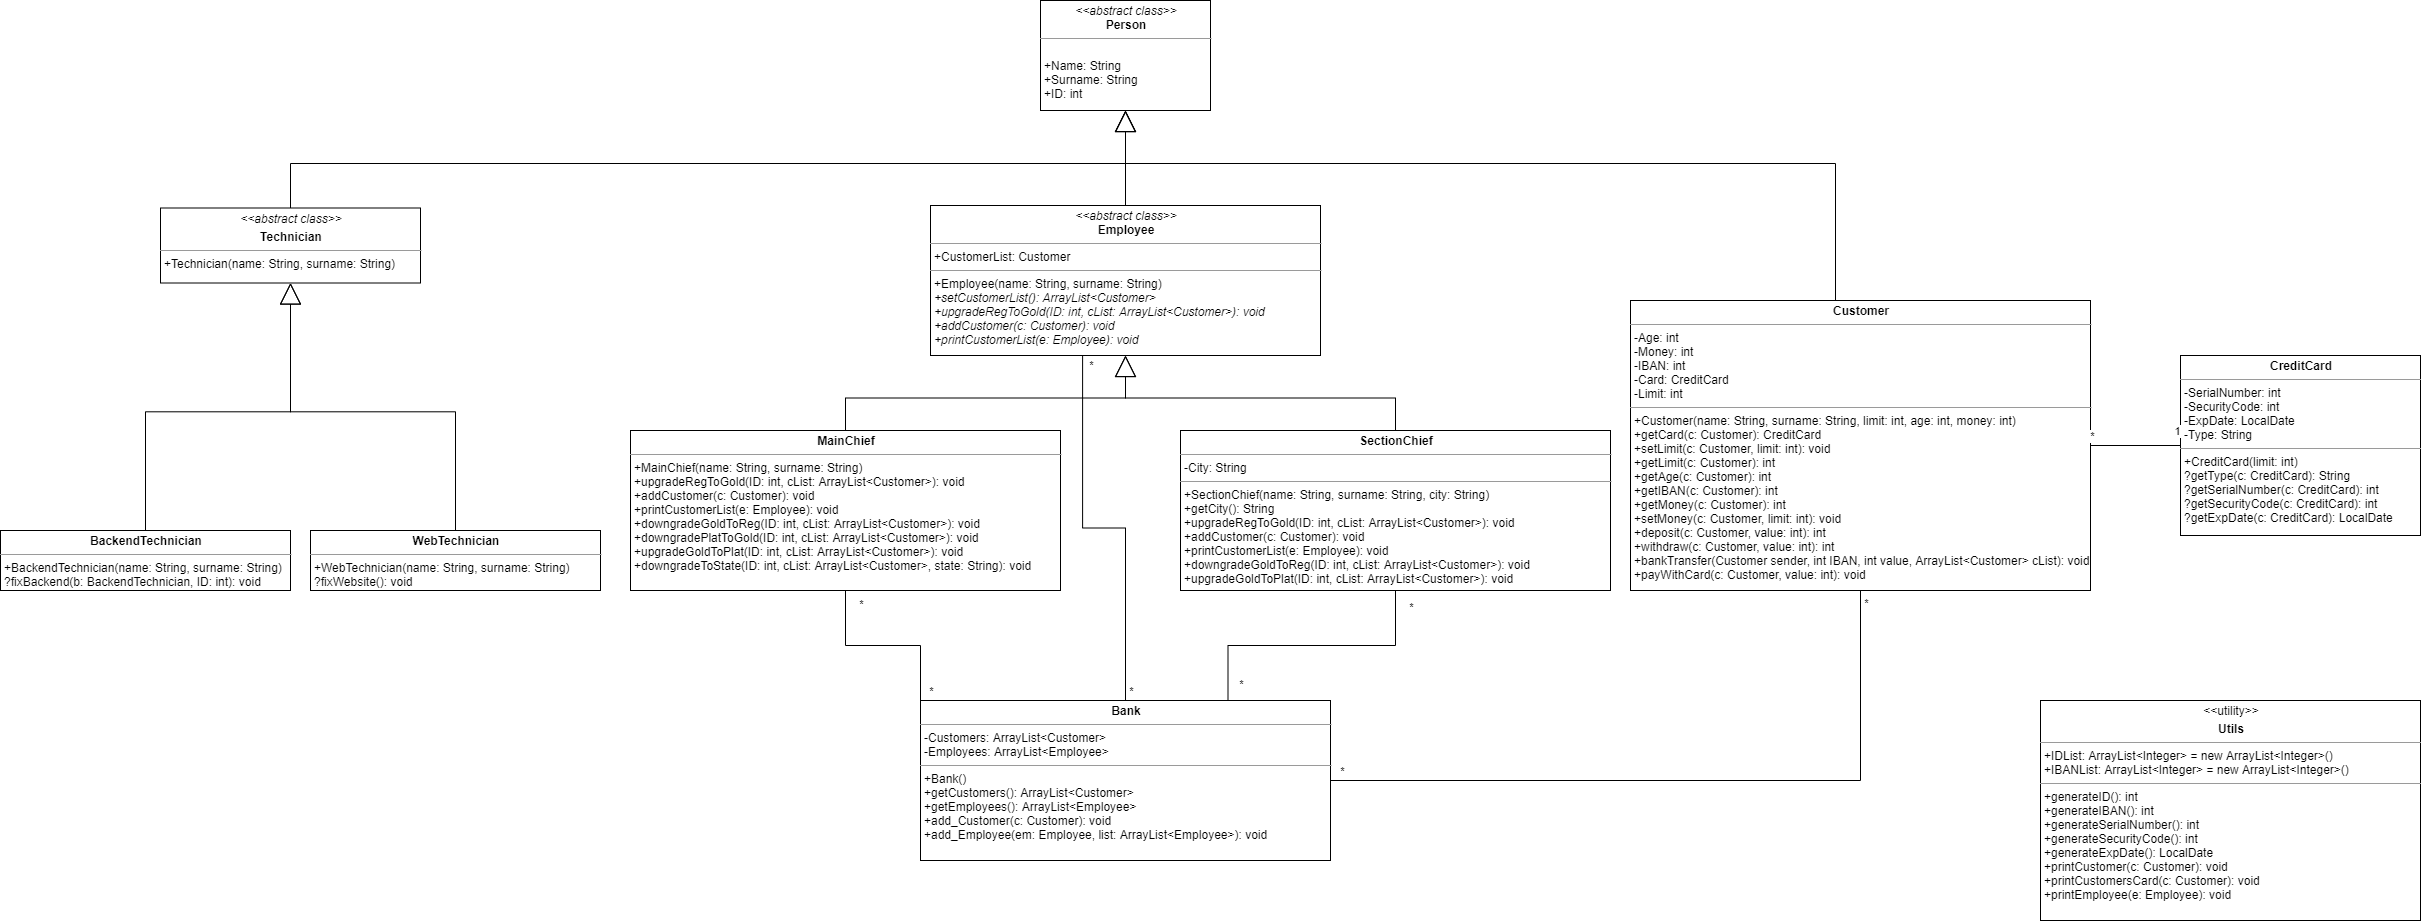 <<abstract class>>
Person
+Name: String
+Surname: String
+ID: int
<<abstract class>>
Technician
+Technician(name: String, surname: String)
<<abstract class>>
Employee
+CustomerList: Customer
+Employee(name: String, surname: String)
+setCustomerList(): ArrayList<Customer>
+upgradeRegToGold(ID: int, cList: ArrayList<Customer>): void
+addCustomer(c: Customer): void
+printCustomerList(e: Employee): void
*
Customer
-Age: int
-Money: int
-IBAN: int
-Card: CreditCard
-Limit: int
+Customer(name: String, surname: String, limit: int, age: int, money: int)
+getCard(c: Customer): CreditCard
+setLimit(c: Customer, limit: int): void
+getLimit(c: Customer): int
+getAge(c: Customer): int
+getIBAN(c: Customer): int
+getMoney(c: Customer): int
+setMoney(c: Customer, limit: int): void
+deposit(c: Customer, value: int): int
+withdraw(c: Customer, value: int): int
+bankTransfer(Customer sender, int IBAN, int value, ArrayList<Customer> cList): void
+payWithCard(c: Customer, value: int): void
*
1
CreditCard
-SerialNumber: int
-SecurityCode: int
-ExpDate: LocalDate
-Type: String
+CreditCard(limit: int)
?getType(c: CreditCard): String
?getSerialNumber(c: CreditCard): int
?getSecurityCode(c: CreditCard): int
?getExpDate(c: CreditCard): LocalDate
BackendTechnician
+BackendTechnician(name: String, surname: String)
?fixBackend(b: BackendTechnician, ID: int): void
WebTechnician
+WebTechnician(name: String, surname: String)
?fixWebsite(): void
MainChief
+MainChief(name: String, surname: String)
+upgradeRegToGold(ID: int, cList: ArrayList<Customer>): void
+addCustomer(c: Customer): void
+printCustomerList(e: Employee): void
+downgradeGoldToReg(ID: int, cList: ArrayList<Customer>): void
+downgradePlatToGold(ID: int, cList: ArrayList<Customer>): void
+upgradeGoldToPlat(ID: int, cList: ArrayList<Customer>): void
+downgradeToState(ID: int, cList: ArrayList<Customer>, state: String): void
SectionChief
-City: String
+SectionChief(name: String, surname: String, city: String)
+getCity(): String
+upgradeRegToGold(ID: int, cList: ArrayList<Customer>): void
+addCustomer(c: Customer): void
+printCustomerList(e: Employee): void
+downgradeGoldToReg(ID: int, cList: ArrayList<Customer>): void
+upgradeGoldToPlat(ID: int, cList: ArrayList<Customer>): void
*
*
*
*
*
*
*
Bank
-Customers: ArrayList<Customer>
-Employees: ArrayList<Employee>
+Bank()
+getCustomers(): ArrayList<Customer>
+getEmployees(): ArrayList<Employee>
+add_Customer(c: Customer): void
+add_Employee(em: Employee, list: ArrayList<Employee>): void
<<utility>>
Utils
+IDList: ArrayList<Integer> = new ArrayList<Integer>()
+IBANList: ArrayList<Integer> = new ArrayList<Integer>()
+generateID(): int
+generateIBAN(): int
+generateSerialNumber(): int
+generateSecurityCode(): int
+generateExpDate(): LocalDate
+printCustomer(c: Customer): void
+printCustomersCard(c: Customer): void
+printEmployee(e: Employee): void